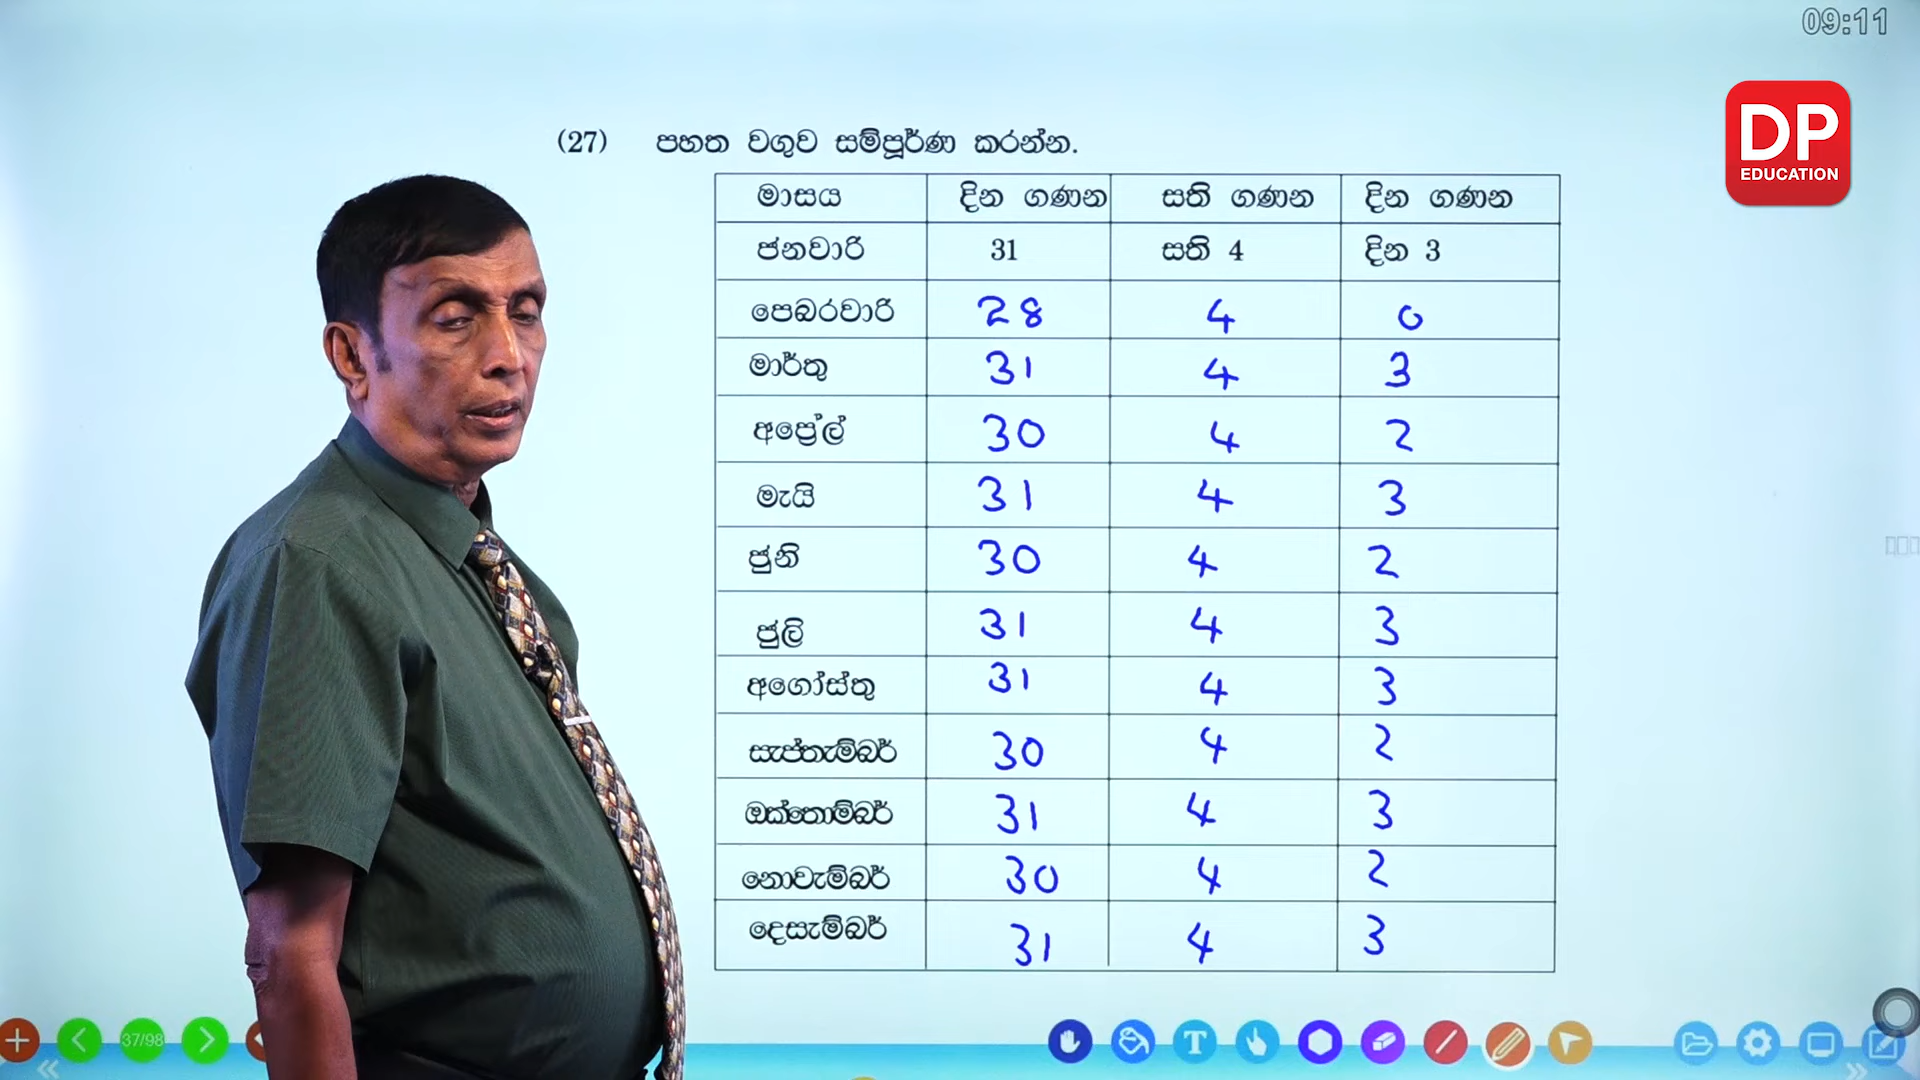 09:11
DP
EDUCATION
(27) පහත වගුව සම්පූර්ණ කරන්න.
මාසය දින ගණන සති ගණන දින ගණන
ජනවාරි 31 සති 4 දින 3
පෙබරවාරි 28 4 0
මාර්තු 31 4 3
අප්‍රේල් 30 4 2
මැයි 31 4 3
ජුනි 30 4 2
ජුලි 31 4 3
අගෝස්තු 31 4 3
සැප්තැම්බර් 30 4 2
ඔක්තොම්බර් 31 4 3
නොවැම්බර් 30 4 2
දෙසැම්බර් 31 4 3
37/98
T